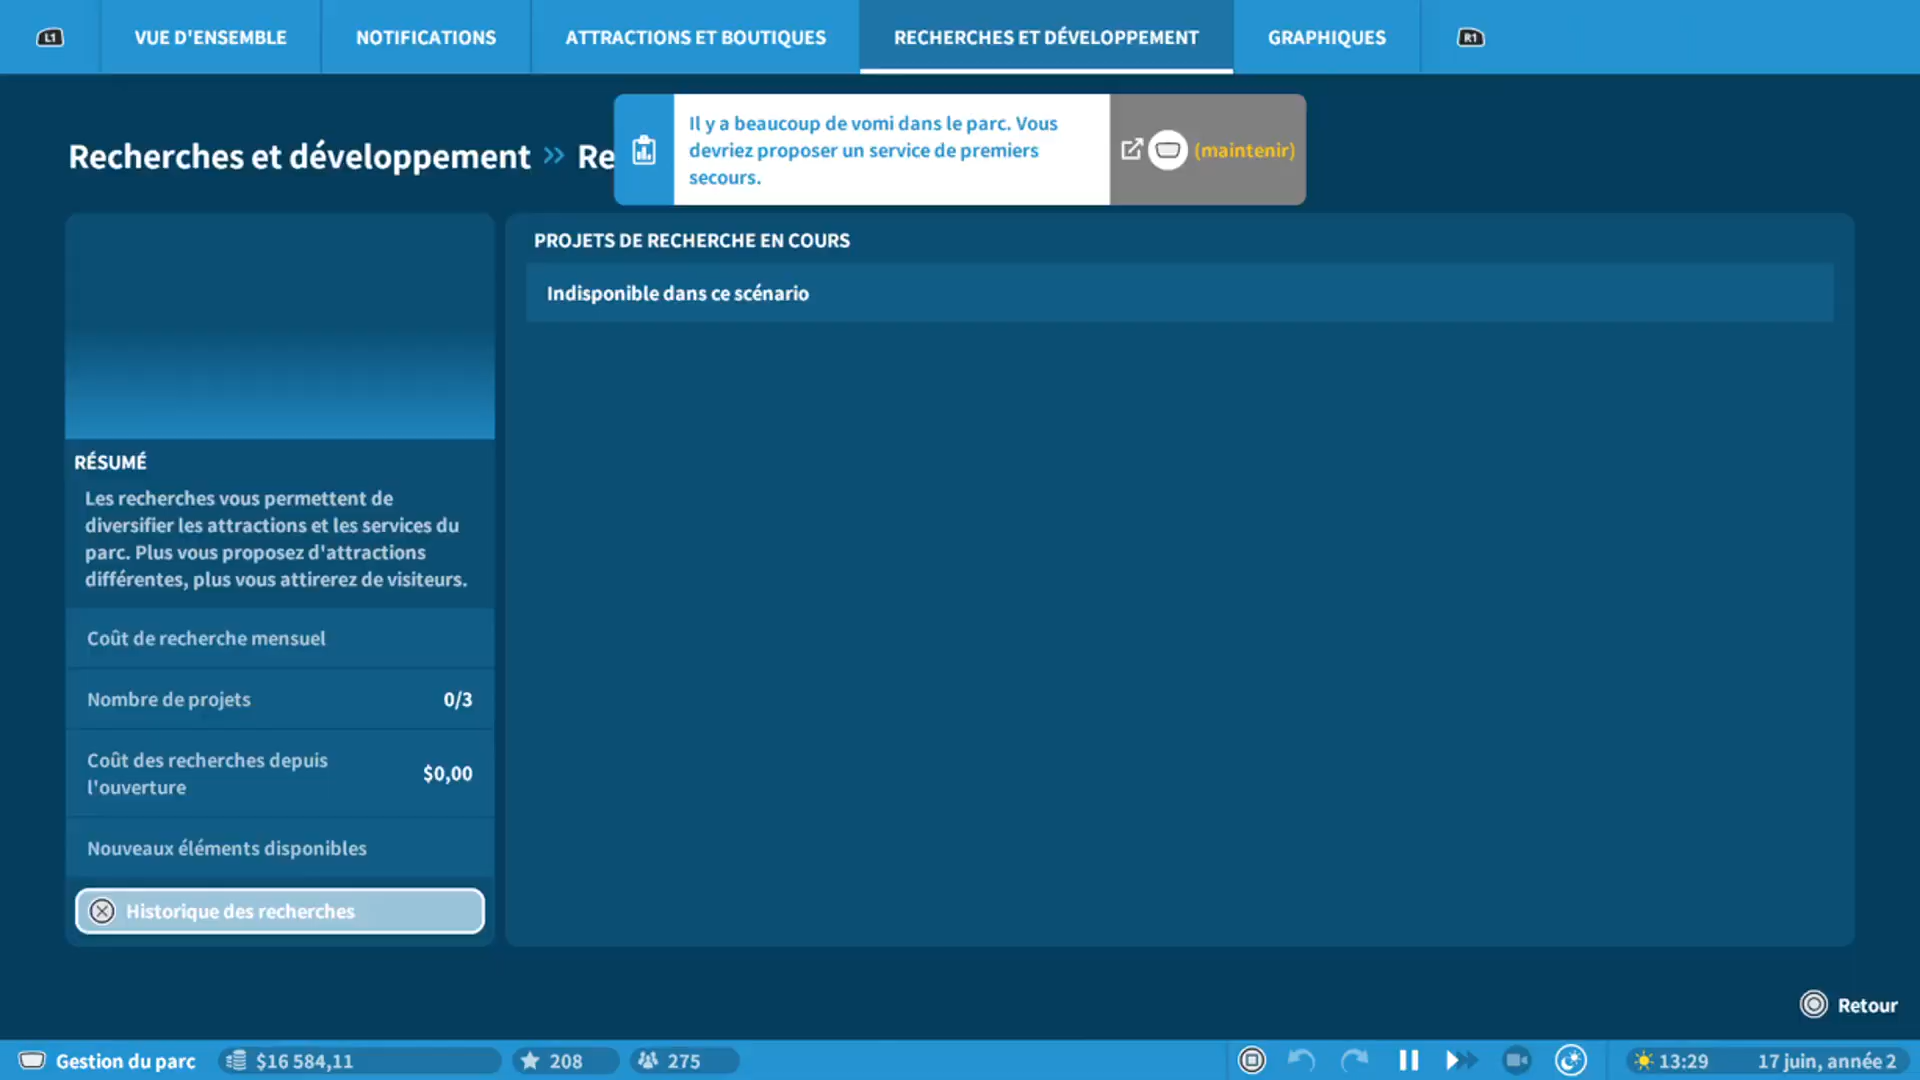 L1
VUE D'ENSEMBLE
NOTIFICATIONS
ATTRACTIONS ET BOUTIQUES
RECHERCHES ET DÉVELOPPEMENT
GRAPHIQUES
R1
Recherches et développement » Re
Il y a beaucoup de vomi dans le parc. Vous
devriez proposer un service de premiers
secours.
(maintenir)
PROJETS DE RECHERCHE EN COURS
Indisponible dans ce scénario
RÉSUMÉ
Les recherches vous permettent de
diversifier les attractions et les services du
parc. Plus vous proposez d'attractions
différentes, plus vous attirerez de visiteurs.
Coût de recherche mensuel
Nombre de projets 0/3
Coût des recherches depuis
l'ouverture
$0,00
Nouveaux éléments disponibles
Historique des recherches
Retour
Gestion du parc
$16 584,11
208
275
13:29
17 juin, année 2